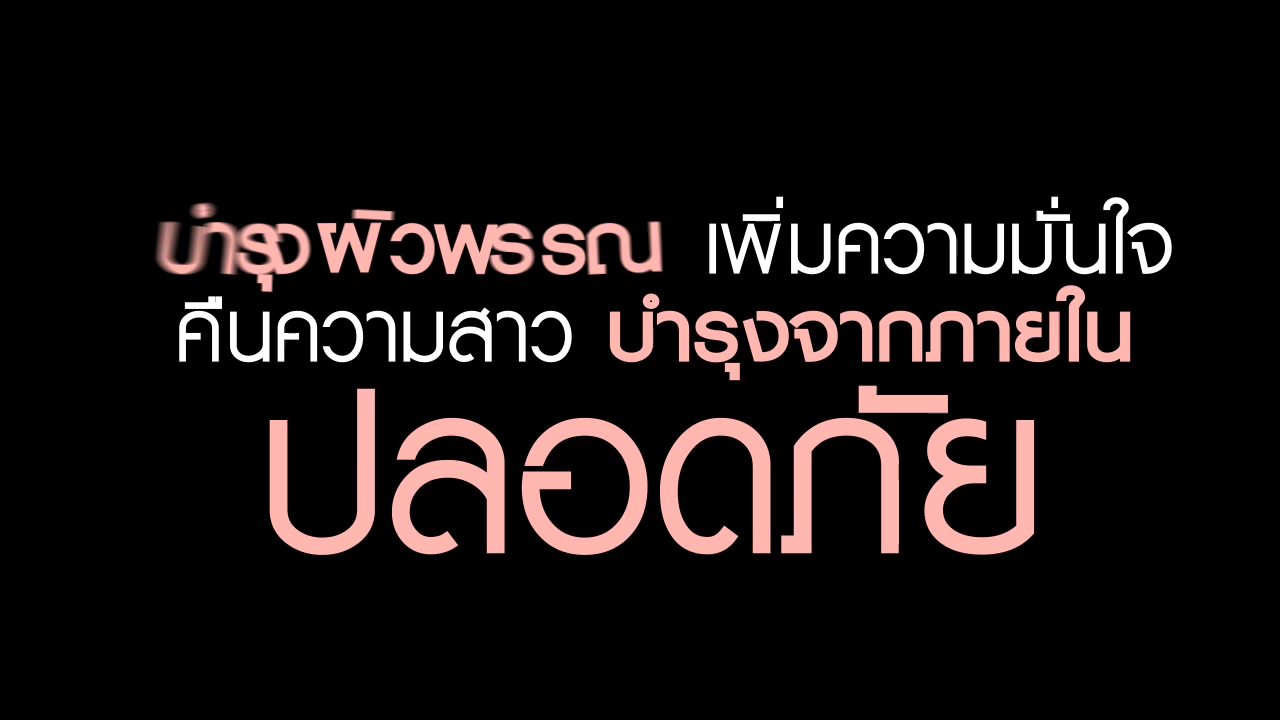 บำรุงผิวพรรณ เพิ่มความมั่นใจ
คืนความสาว บำรุงจากภายใน
ปลอดภัย